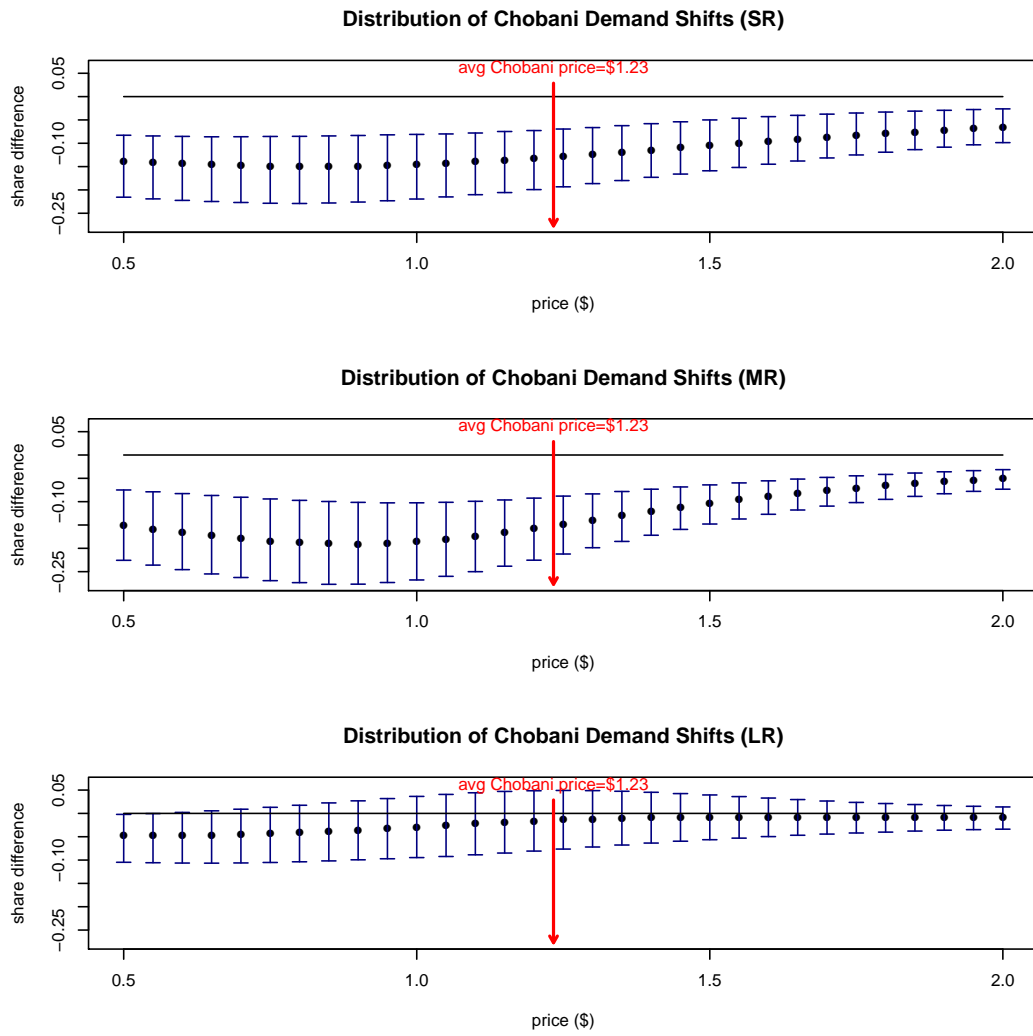 Distribution of Chobani Demand Shifts (SR)
avg Chobani price=$1.23
share difference
0.05
−0.10
−0.25
0.5
1.0
1.5
2.0
price ($)
Distribution of Chobani Demand Shifts (MR)
avg Chobani price=$1.23
share difference
0.05
−0.10
−0.25
0.5
1.0
1.5
2.0
price ($)
Distribution of Chobani Demand Shifts (LR)
avg Chobani price=$1.23
share difference
0.05
−0.10
−0.25
0.5
1.0
1.5
2.0
price ($)